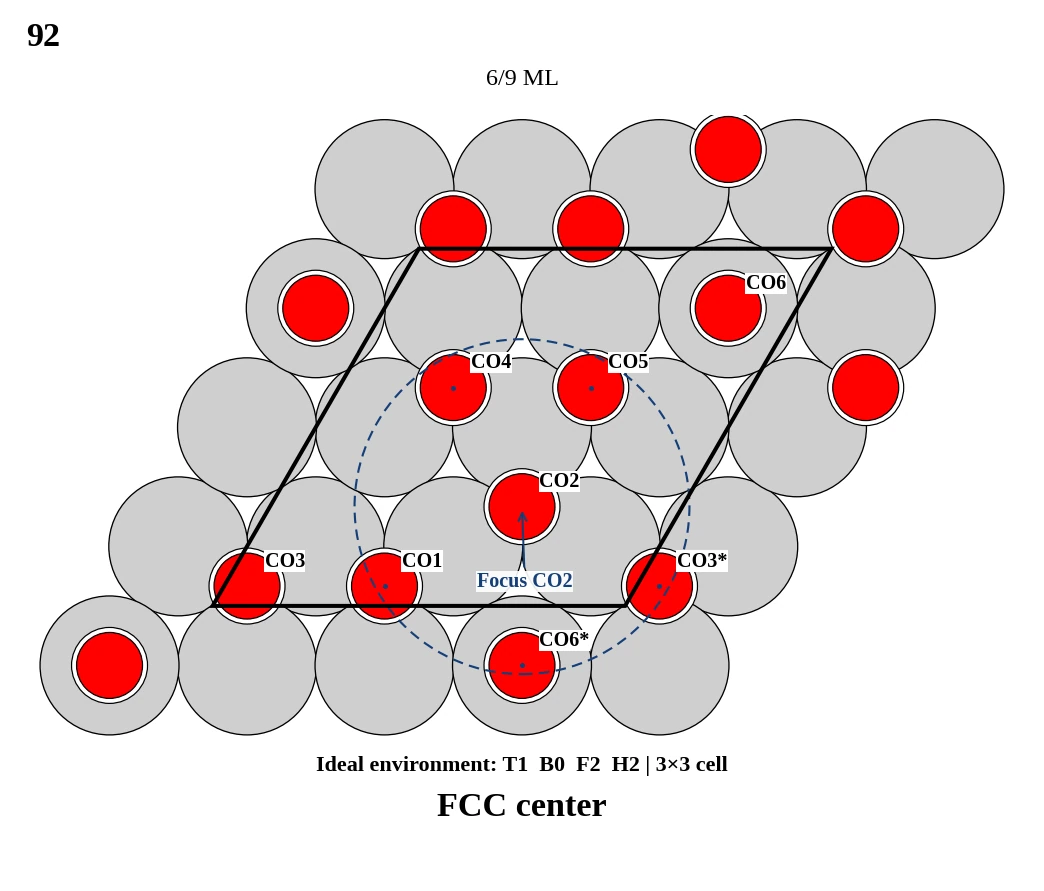 92
6/9 ML
CO6
CO4
CO5
CO2
CO3
CO1
CO3*
Focus CO2
CO6*
Ideal environment: T1  B0  F2  H2 | 3×3 cell
FCC center